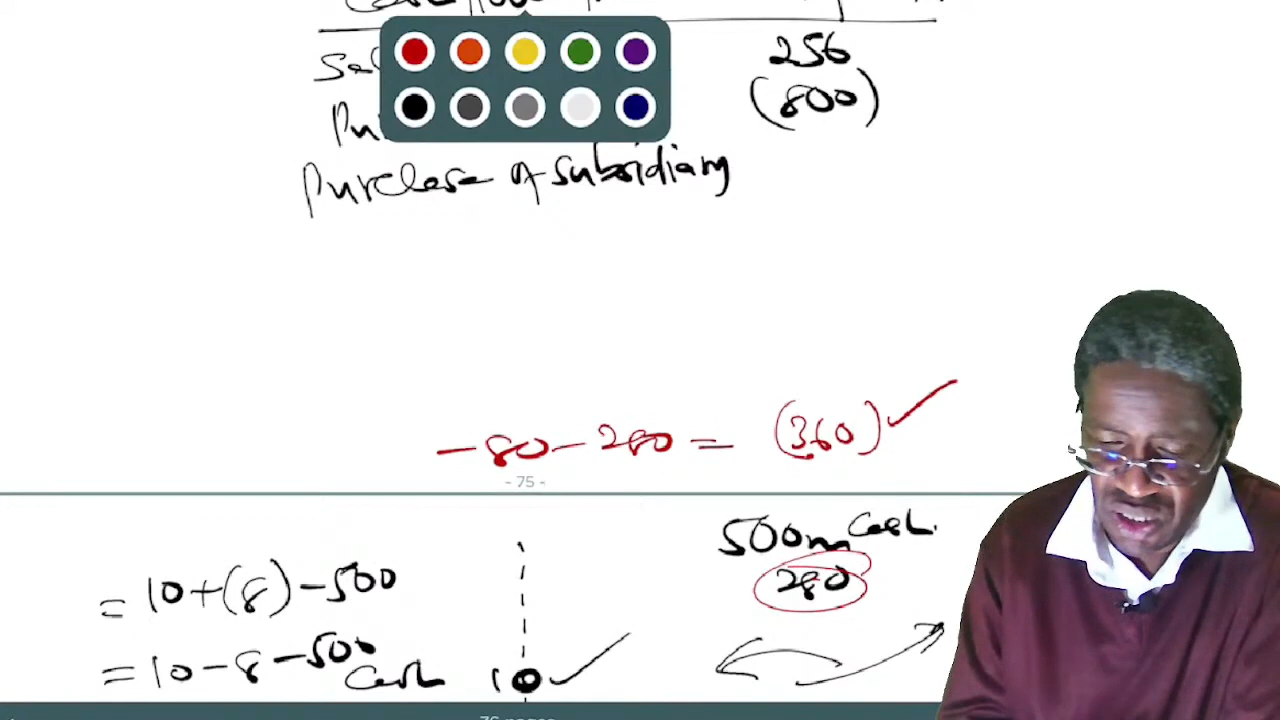 256
(800)
Purchase of subsidiary
-80-280= (360) ✓
- 75 -
500m Cash.
280
= 10+(8)-500
= 10-8-500
Cash 10 ✓